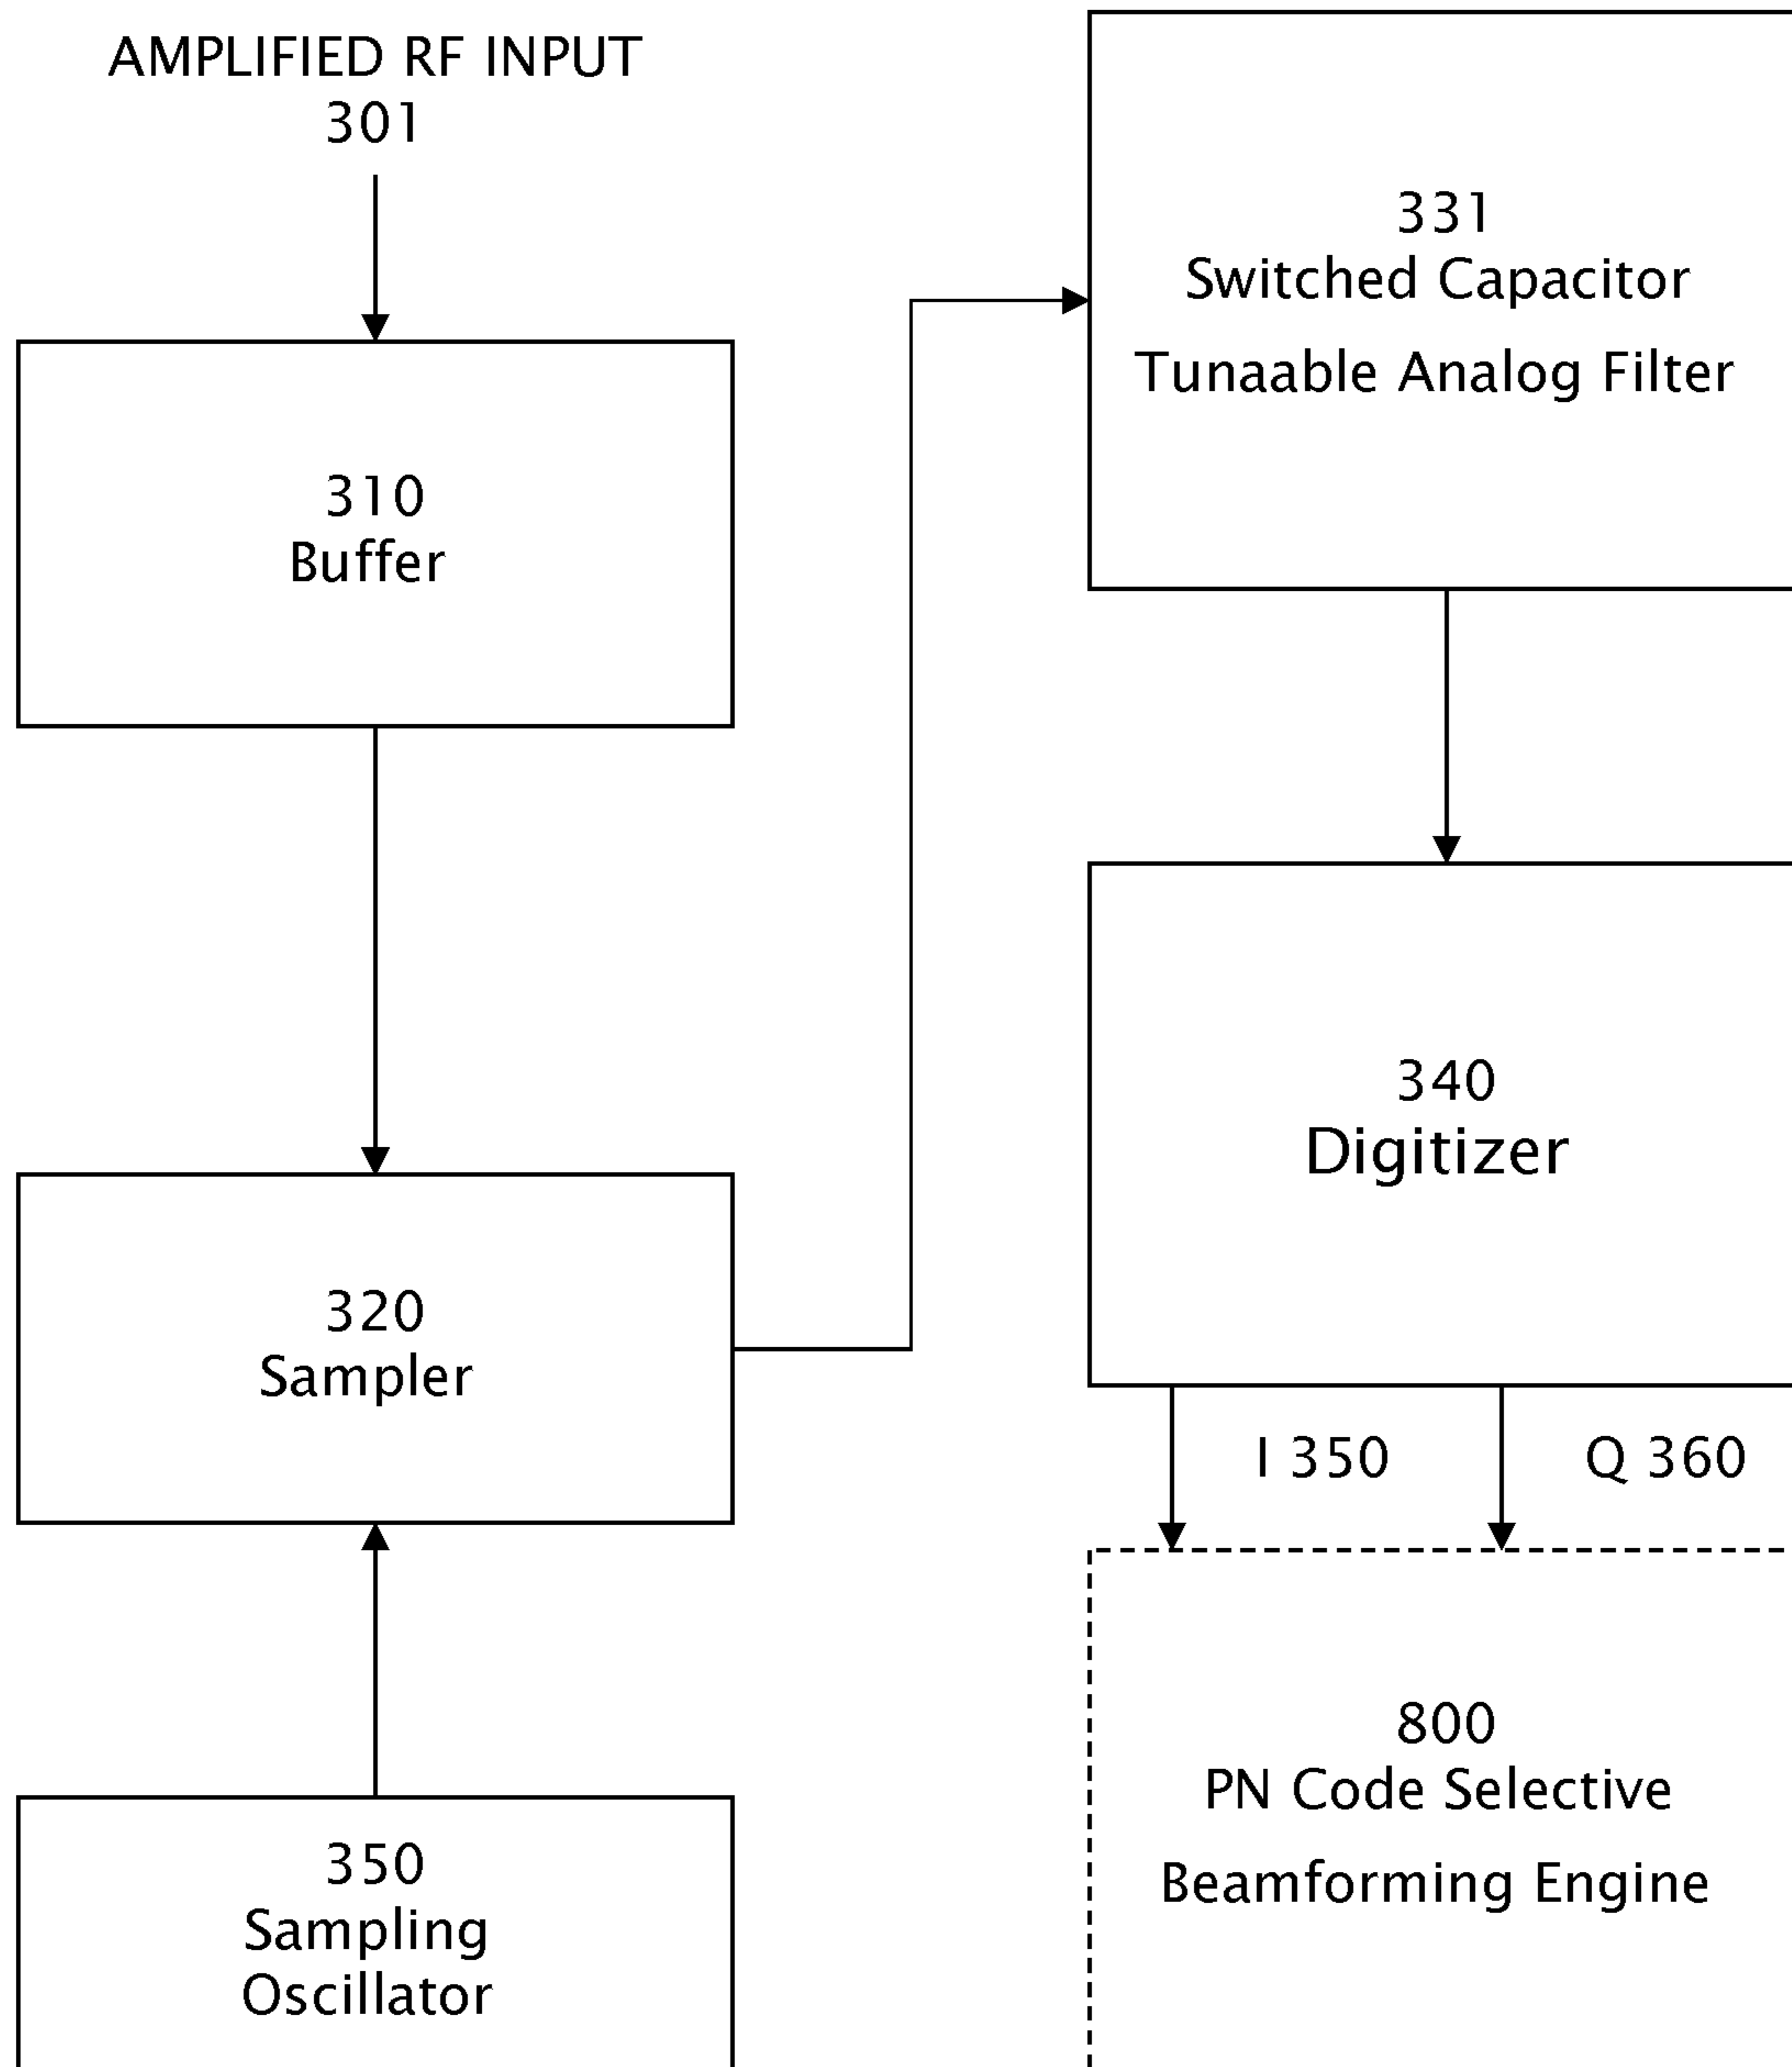 AMPLIFIED RF INPUT
301
310
Buffer
320
Sampler
350
Sampling
Oscillator
331
Switched Capacitor
Tunaable Analog Filter
340
Digitizer
I 350
Q 360
800
PN Code Selective
Beamforming Engine